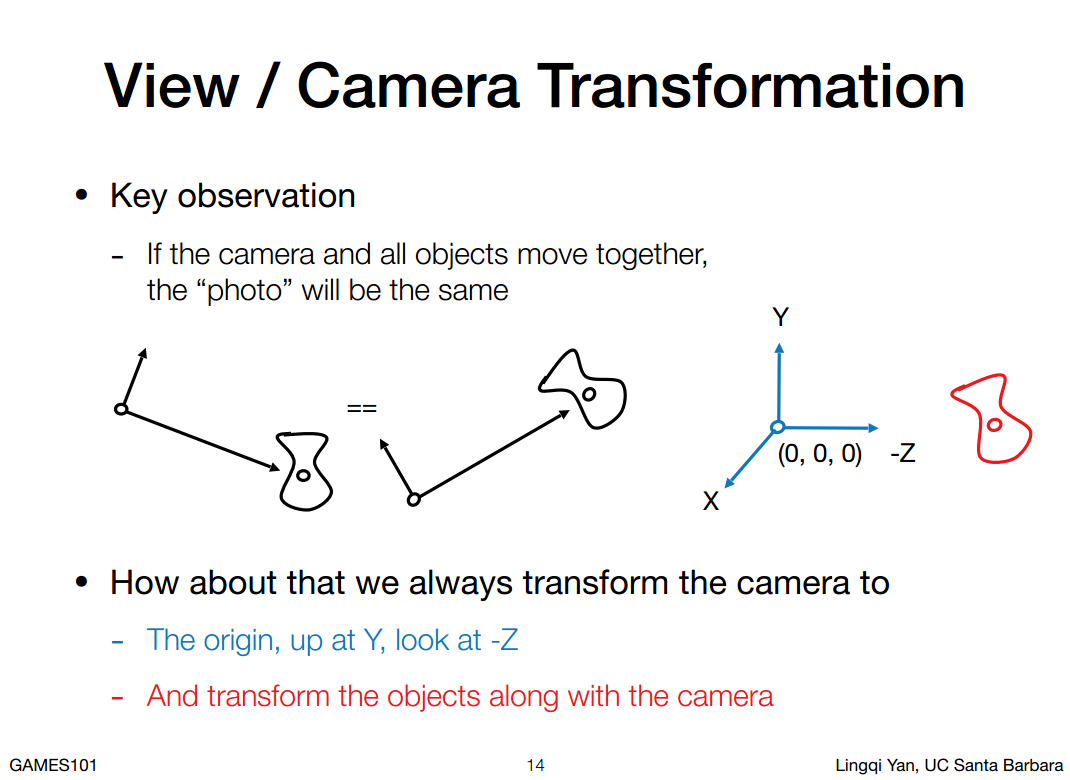 View / Camera Transformation
• Key observation
- If the camera and all objects move together,
the “photo” will be the same
Y
==
(0, 0, 0)
-Z
X
• How about that we always transform the camera to
- The origin, up at Y, look at -Z
- And transform the objects along with the camera
GAMES101
14
Lingqi Yan, UC Santa Barbara